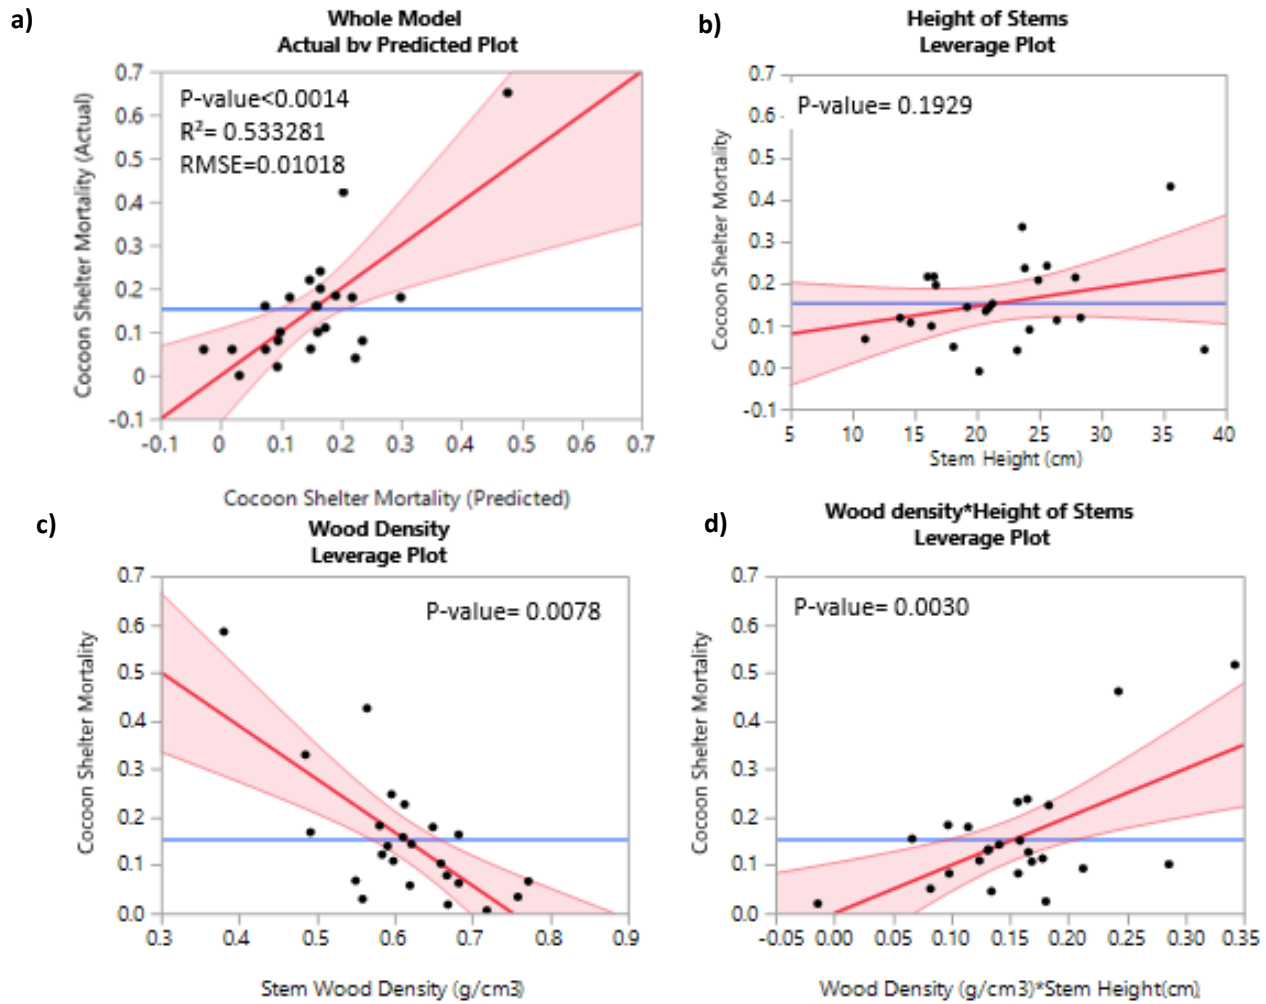 a)
Whole Model
Actual bv Predicted Plot
P-value<0.0014
R²= 0.533281
RMSE=0.01018
Cocoon Shelter Mortality (Actual)
0.7
0.6
0.5
0.4
0.3
0.2
0.1
0
-0.1
-0.1 0 0.1 0.2 0.3 0.4 0.5 0.6 0.7
Cocoon Shelter Mortality (Predicted)
b)
Height of Stems
Leverage Plot
P-value= 0.1929
Cocoon Shelter Mortality
0.7
0.6
0.5
0.4
0.3
0.2
0.1
0.0
-0.1
5 10 15 20 25 30 35 40
Stem Height (cm)
c)
Wood Density
Leverage Plot
P-value= 0.0078
Cocoon Shelter Mortality
0.7
0.6
0.5
0.4
0.3
0.2
0.1
0.0
0.3 0.4 0.5 0.6 0.7 0.8 0.9
Stem Wood Density (g/cm3)
d)
Wood density*Height of Stems
Leverage Plot
P-value= 0.0030
Cocoon Shelter Mortality
0.7
0.6
0.5
0.4
0.3
0.2
0.1
0.0
-0.05 0.00 0.05 0.10 0.15 0.20 0.25 0.30 0.35
Wood Density (g/cm3)*Stem Height(cm)